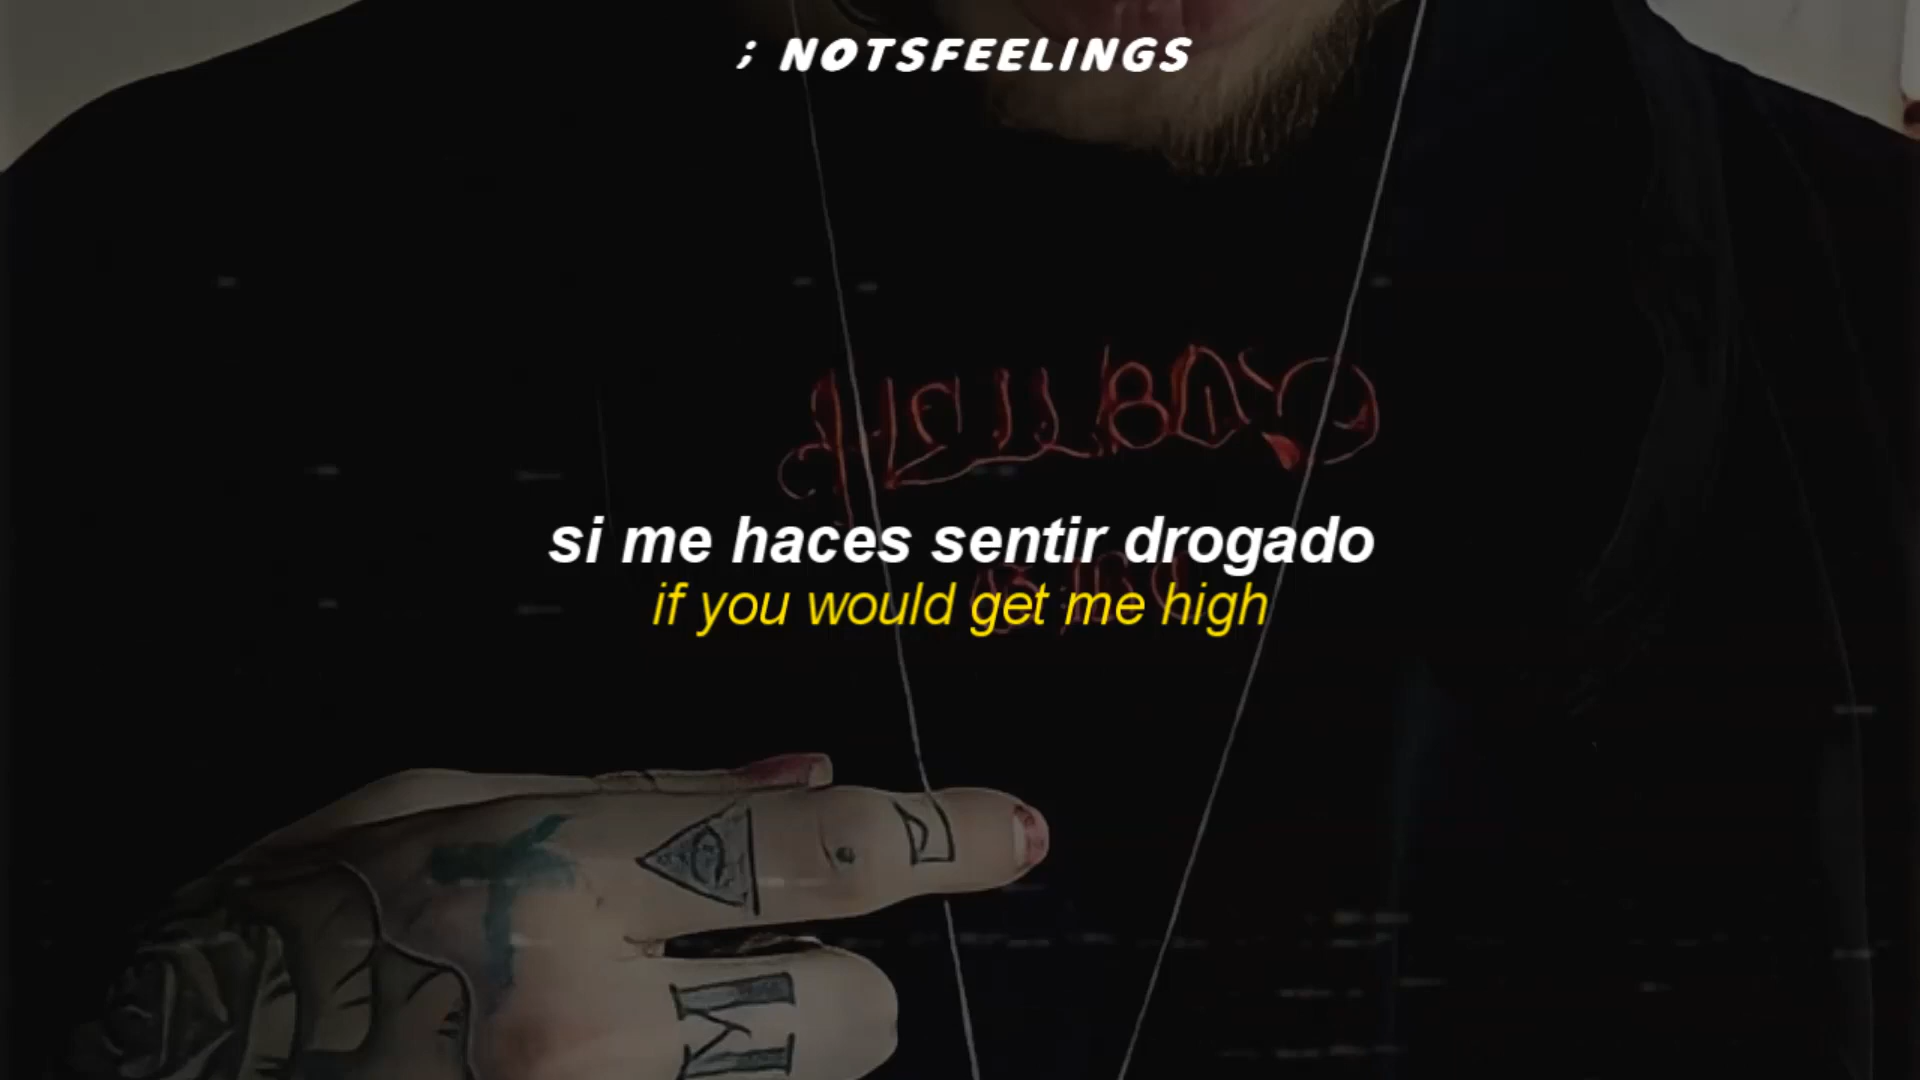 ; NOTSFEELINGS
HELLBOY
si me haces sentir drogado
if you would get me high
M